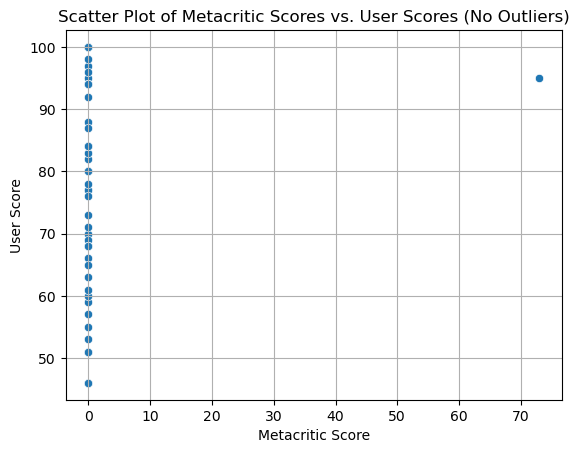 Scatter Plot of Metacritic Scores vs. User Scores (No Outliers)
100
90
80
70
60
50
User Score
0 10 20 30 40 50 60 70
Metacritic Score